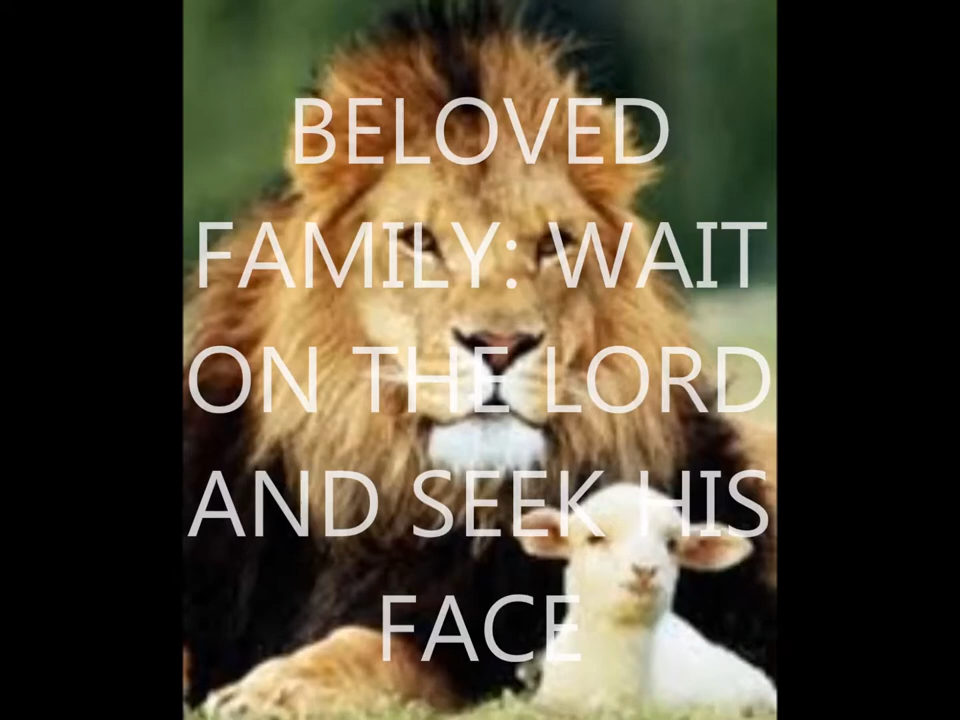 BELOVED
FAMILY: WAIT
ON THE LORD
AND SEEK HIS
FACE